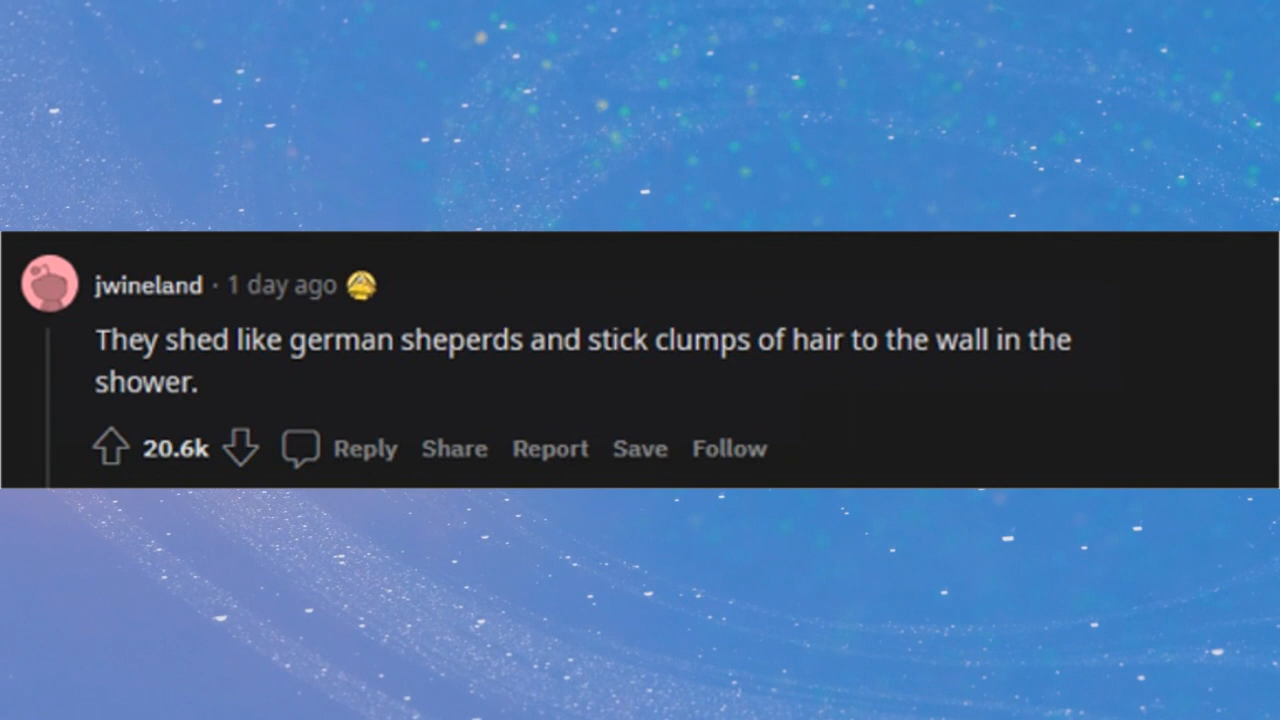 jwineland · 1 day ago
They shed like german sheperds and stick clumps of hair to the wall in the
shower.
20.6k Reply Share Report Save Follow